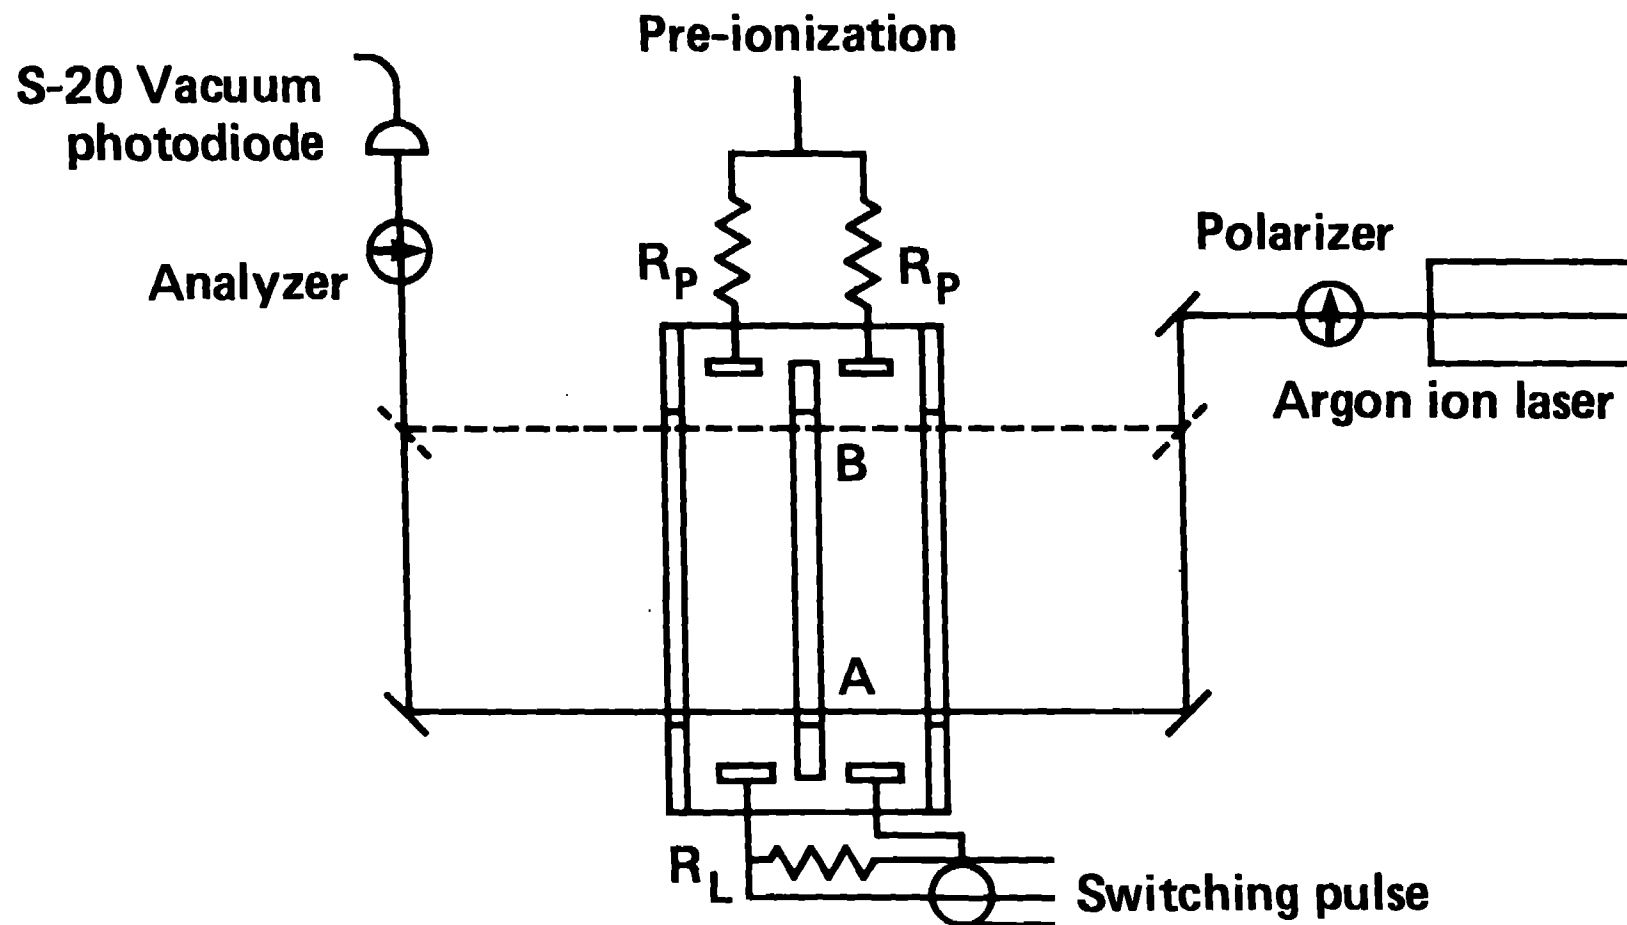 Pre-ionization
S-20 Vacuum
photodiode
Analyzer
R_P
R_P
Polarizer
Argon ion laser
B
A
R_L
Switching pulse